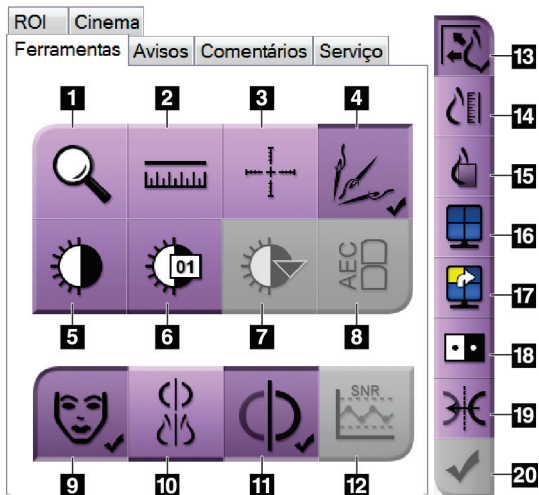 ROI Cinema
Ferramentas Avisos Comentários Serviço
1 2 3 4
13
14
15
01
AEC
16
5 6 7 8
17
18
SNR
19
9 10 11 12
20